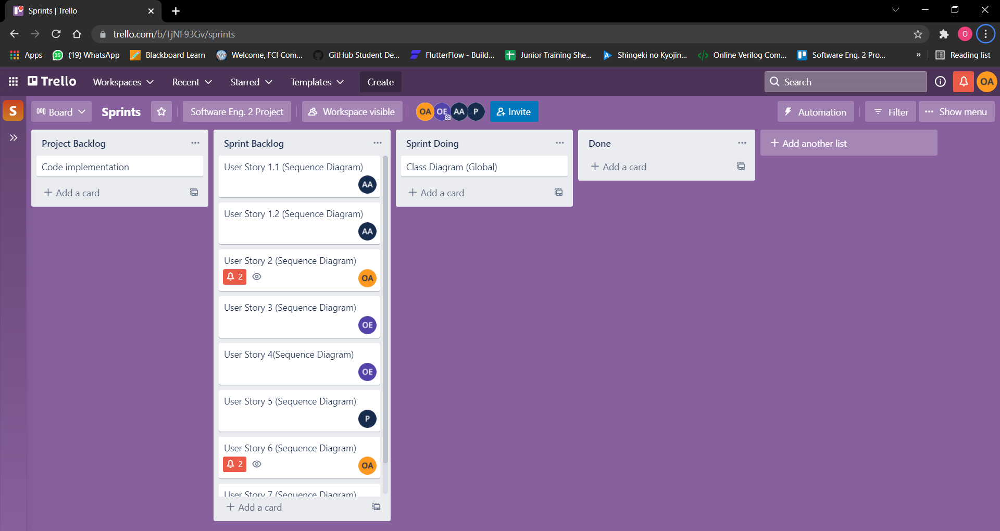 Sprints | Trello
trello.com/b/TjNF93Gv/sprints
O
Apps
35
(19) WhatsApp
Blackboard Learn
Welcome, FCI Com...
GitHub Student De...
FlutterFlow - Build...
Junior Training She...
Shingeki no Kyojin...
Online Verilog Com...
Software Eng. 2 Pro...
»
Reading list
Trello
Workspaces
Recent
Starred
Templates
Create
Search
OA
S
Board
Sprints
Software Eng. 2 Project
Workspace visible
OA
OE
AA
P
Invite
Automation
Filter
Show menu
Project Backlog
Code implementation
+ Add a card
Sprint Backlog
User Story 1.1 (Sequence Diagram)
AA
User Story 1.2 (Sequence Diagram)
AA
User Story 2 (Sequence Diagram)
2
OA
User Story 3 (Sequence Diagram)
OE
User Story 4(Sequence Diagram)
OE
User Story 5 (Sequence Diagram)
P
User Story 6 (Sequence Diagram)
2
OA
User Story 7 (Sequence Diagram)
+ Add a card
Sprint Doing
Class Diagram (Global)
+ Add a card
Done
+ Add a card
+ Add another list